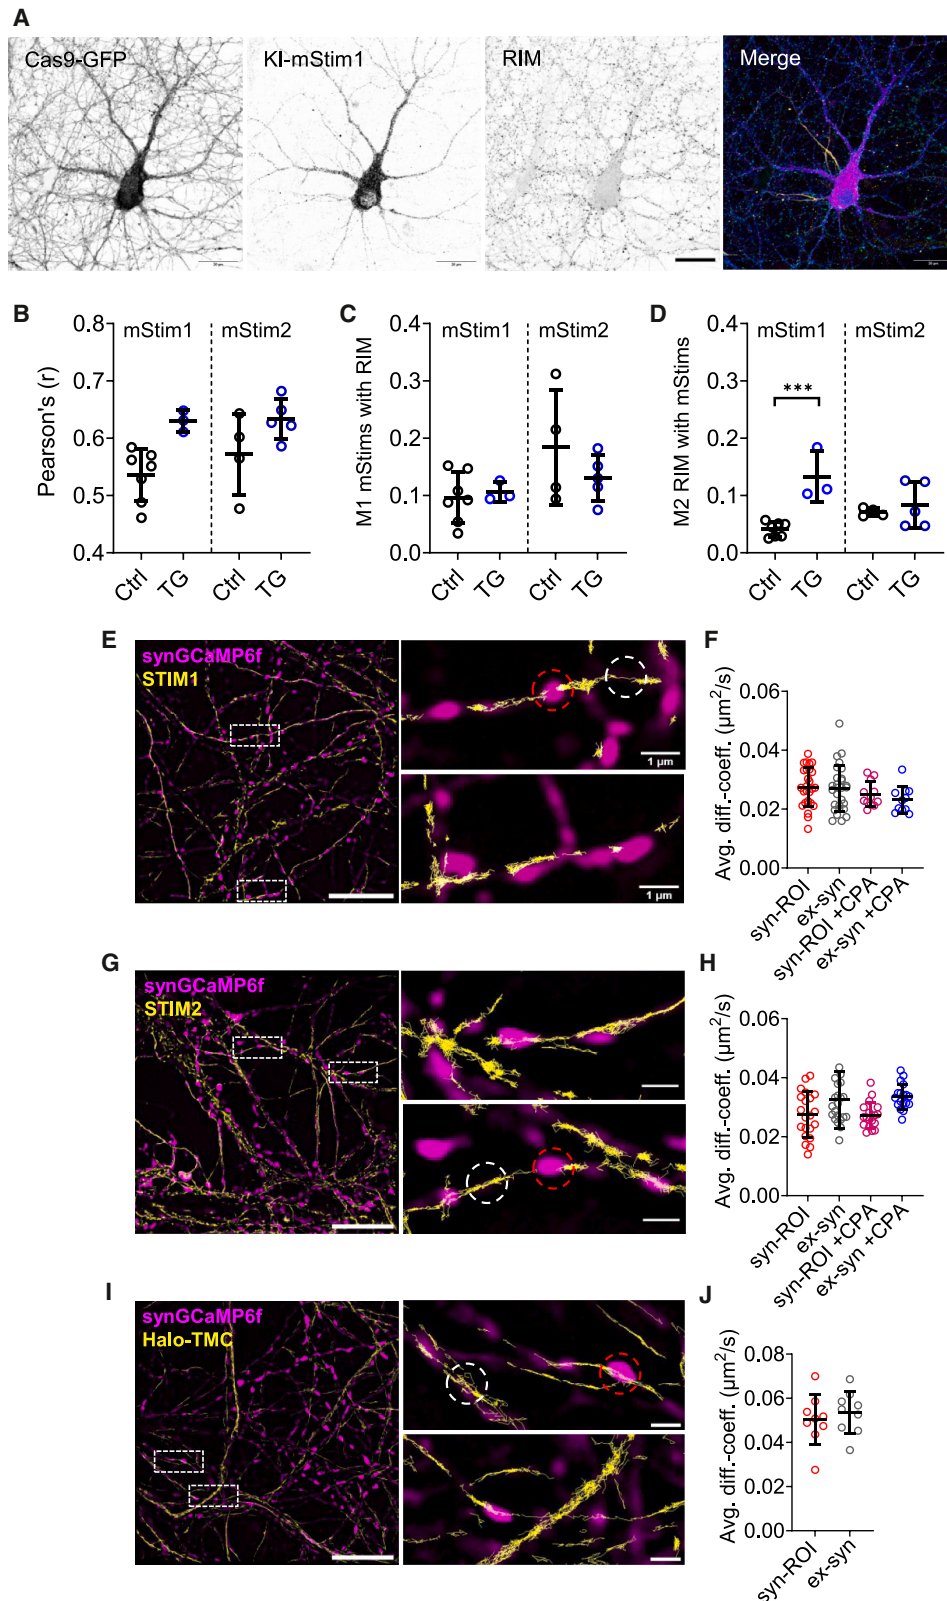 A
Cas9-GFP
KI-mStim1
RIM
Merge
B
C
D
mStim1
mStim2
Pearson's (r)
0.8
0.7
0.6
0.5
0.4
Ctrl
TG
Ctrl
TG
mStim1
mStim2
M1 mStims with RIM
0.4
0.3
0.2
0.1
0.0
Ctrl
TG
Ctrl
TG
mStim1
mStim2
M2 RIM with mStims
0.4
0.3
0.2
0.1
0.0
***
Ctrl
TG
Ctrl
TG
E
synGCaMP6f
STIM1
1 µm
1 µm
F
Avg. diff.-coeff. (µm²/s)
0.06
0.04
0.02
0.00
syn-ROI
ex-syn
syn-ROI +CPA
ex-syn +CPA
G
synGCaMP6f
STIM2
H
Avg. diff.-coeff. (µm²/s)
0.06
0.04
0.02
0.00
syn-ROI
ex-syn
syn-ROI +CPA
ex-syn +CPA
I
synGCaMP6f
Halo-TMC
J
Avg. diff.-coeff. (µm²/s)
0.08
0.06
0.04
0.02
0.00
syn-ROI
ex-syn